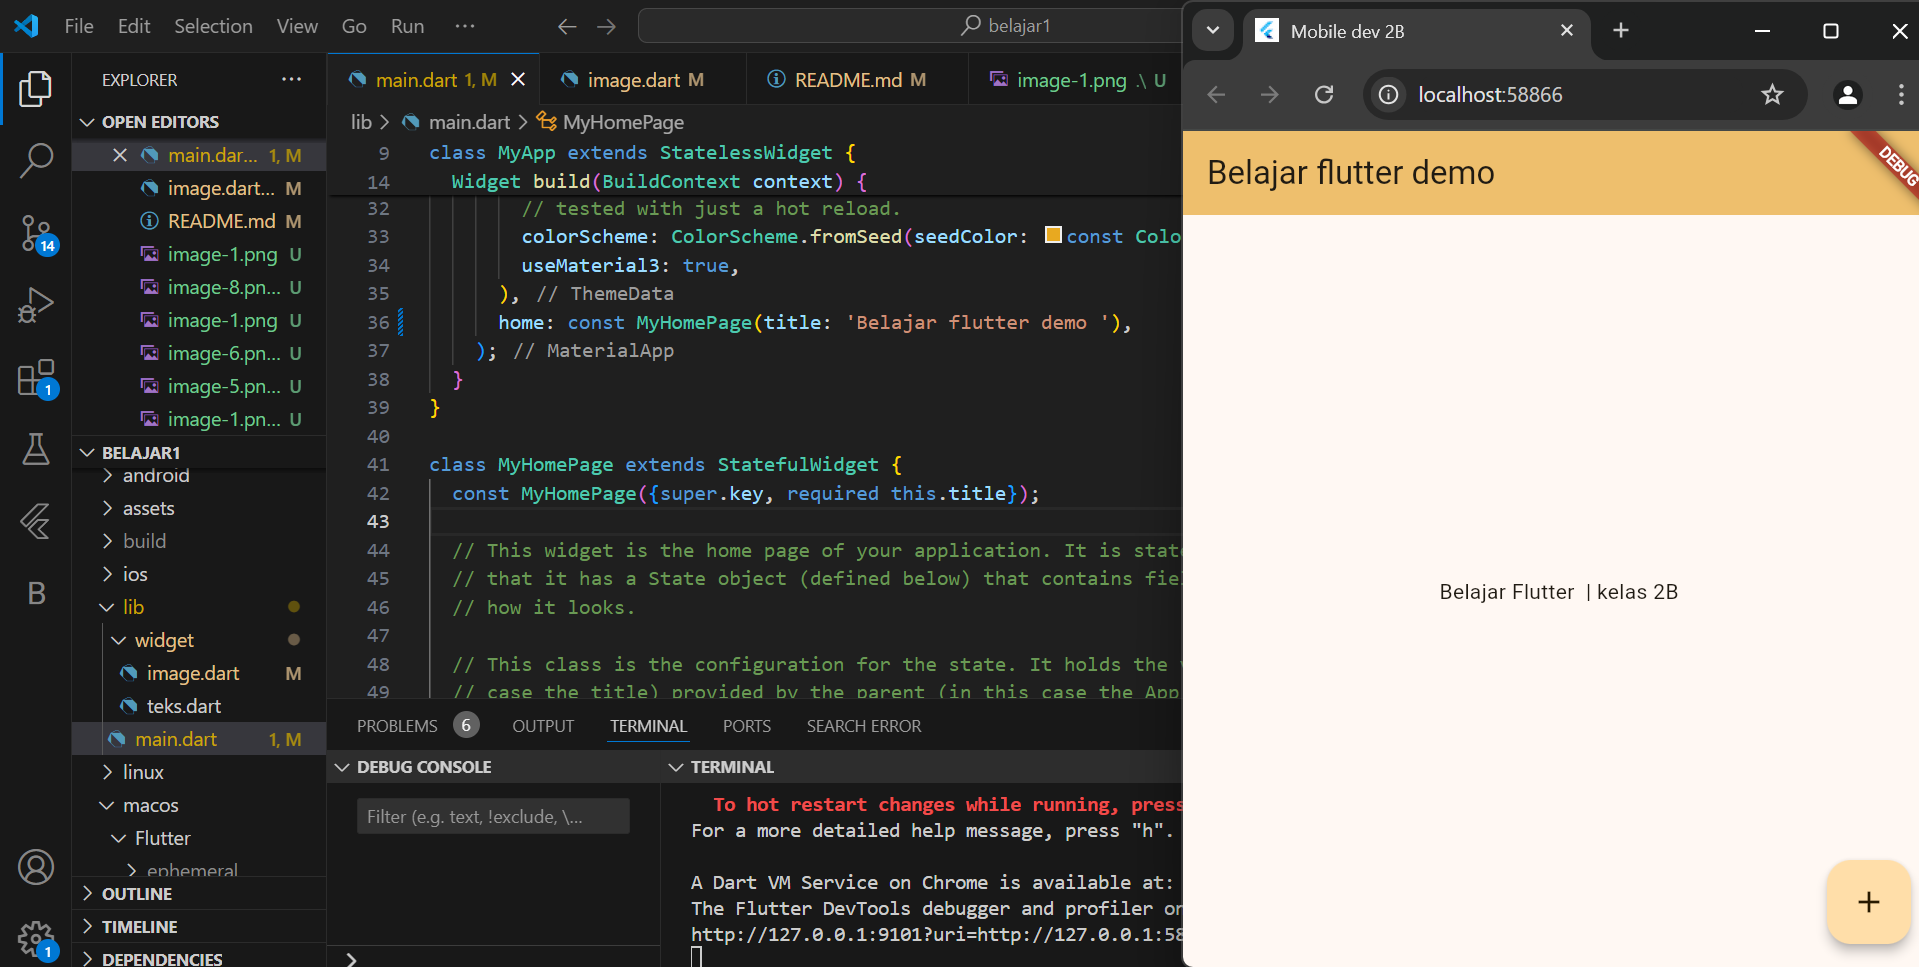 File Edit Selection View Go Run ···
belajar1
EXPLORER ···
OPEN EDITORS
main.dar... 1, M
image.dart... M
README.md M
image-1.png U
image-8.pn... U
image-1.png U
image-6.pn... U
image-5.pn... U
image-1.pn... U
14
1
BELAJAR1
android
assets
build
ios
B
lib
widget
image.dart M
teks.dart
main.dart 1, M
linux
macos
Flutter
ephemeral
OUTLINE
TIMELINE
DEPENDENCIES
1
main.dart 1, M
image.dart M
README.md M
image-1.png .\ U
lib > main.dart > MyHomePage
9 class MyApp extends StatelessWidget {
14 Widget build(BuildContext context) {
32 // tested with just a hot reload.
33 colorScheme: ColorScheme.fromSeed(seedColor: const Colo
34 useMaterial3: true,
35 ), // ThemeData
36 home: const MyHomePage(title: 'Belajar flutter demo '),
37 ); // MaterialApp
38 }
39 }
40
41 class MyHomePage extends StatefulWidget {
42 const MyHomePage({super.key, required this.title});
43
44 // This widget is the home page of your application. It is stat
45 // that it has a State object (defined below) that contains fie
46 // how it looks.
47
48 // This class is the configuration for the state. It holds the
49 // case the title) provided by the parent (in this case the App
PROBLEMS 6 OUTPUT TERMINAL PORTS SEARCH ERROR
DEBUG CONSOLE
Filter (e.g. text, !exclude, \...
TERMINAL
To hot restart changes while running, press
For a more detailed help message, press "h".
A Dart VM Service on Chrome is available at:
The Flutter DevTools debugger and profiler on
http://127.0.0.1:9101?uri=http://127.0.0.1:58
Mobile dev 2B
localhost:58866
Belajar flutter demo
DEBUG
Belajar Flutter | kelas 2B